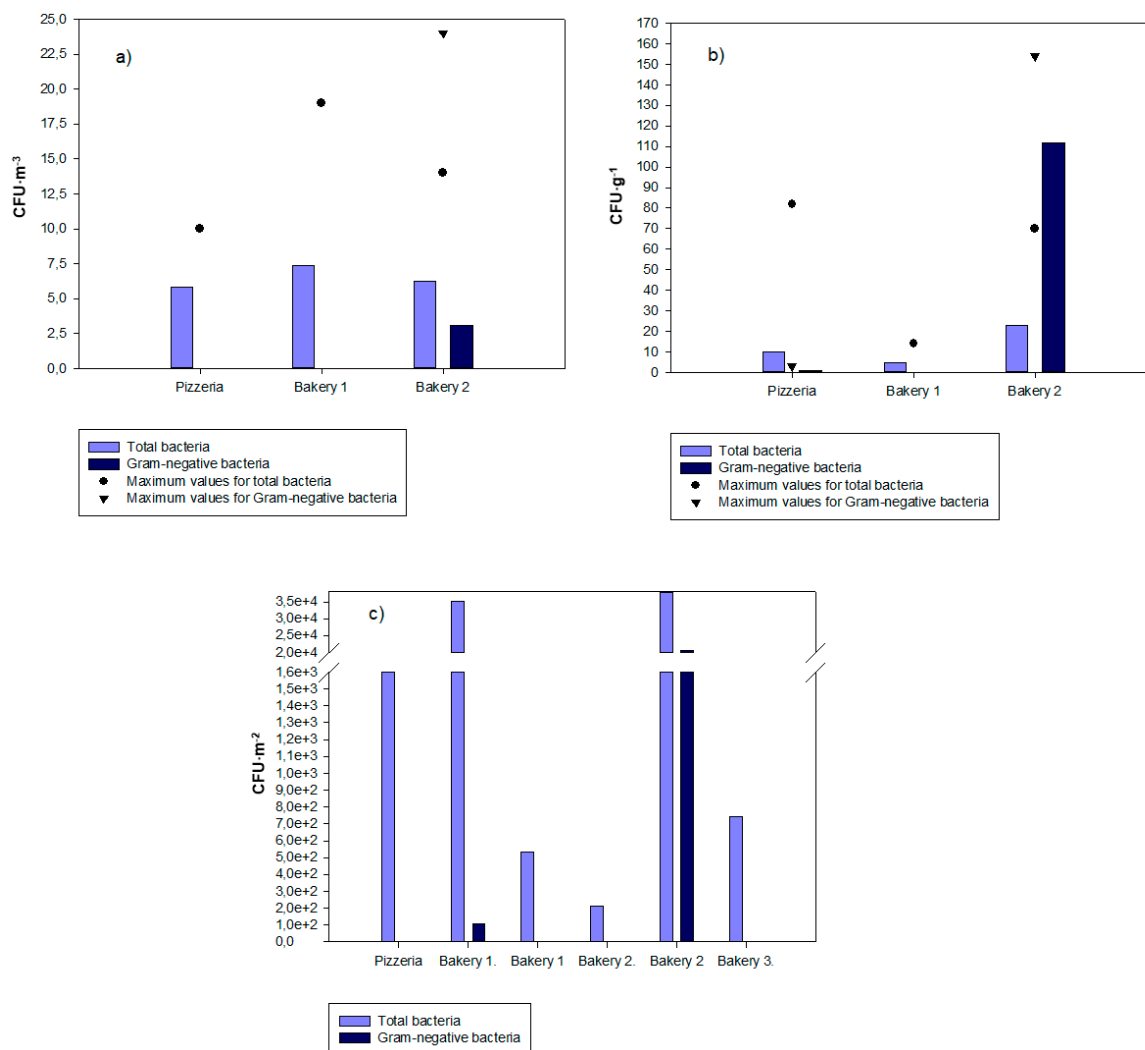 a)
CFU·m-3
25,0
22,5
20,0
17,5
15,0
12,5
10,0
7,5
5,0
2,5
0,0
Pizzeria Bakery 1 Bakery 2
Total bacteria
Gram-negative bacteria
Maximum values for total bacteria
Maximum values for Gram-negative bacteria
b)
CFU·g-1
170
160
150
140
130
120
110
100
90
80
70
60
50
40
30
20
10
0
Pizzeria Bakery 1 Bakery 2
Total bacteria
Gram-negative bacteria
Maximum values for total bacteria
Maximum values for Gram-negative bacteria
c)
CFU·m-2
3,5e+4
3,0e+4
2,5e+4
2,0e+4
1,6e+3
1,5e+3
1,4e+3
1,3e+3
1,2e+3
1,1e+3
1,0e+3
9,0e+2
8,0e+2
7,0e+2
6,0e+2
5,0e+2
4,0e+2
3,0e+2
2,0e+2
1,0e+2
0,0
Pizzeria Bakery 1. Bakery 1 Bakery 2. Bakery 2 Bakery 3.
Total bacteria
Gram-negative bacteria